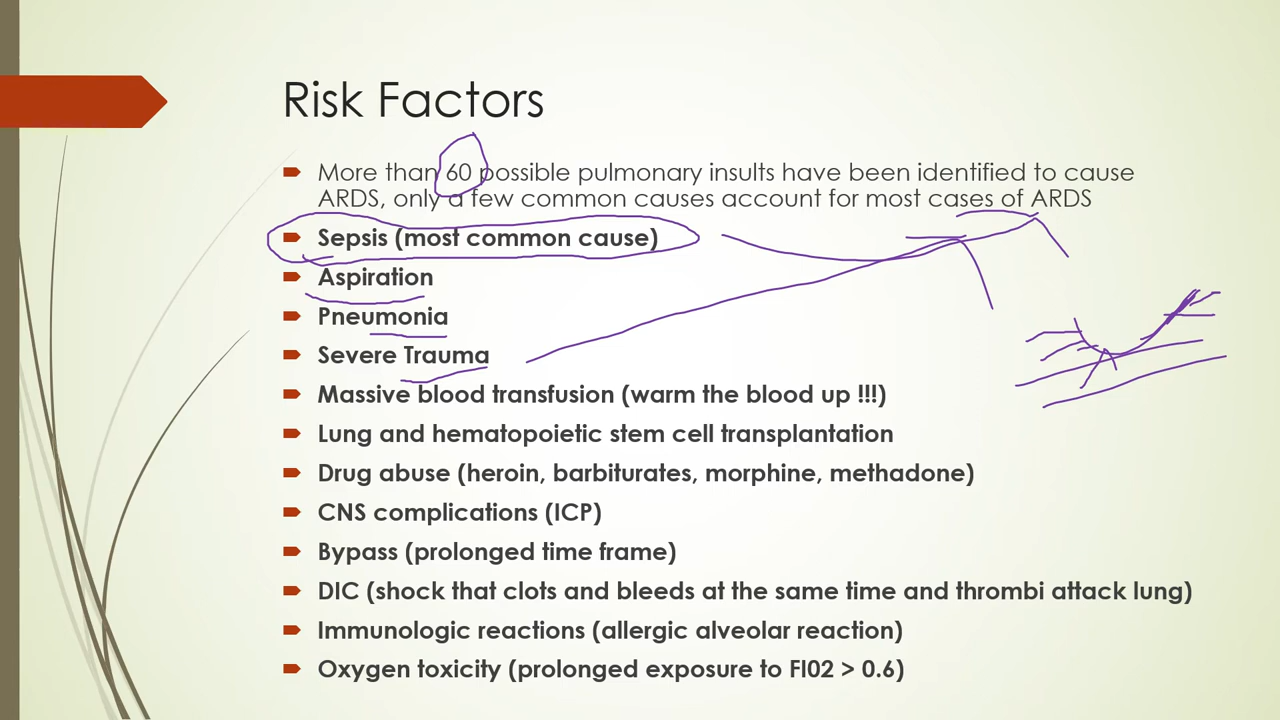 Risk Factors
More than 60 possible pulmonary insults have been identified to cause
ARDS, only a few common causes account for most cases of ARDS
Sepsis (most common cause)
Aspiration
Pneumonia
Severe Trauma
Massive blood transfusion (warm the blood up !!!)
Lung and hematopoietic stem cell transplantation
Drug abuse (heroin, barbiturates, morphine, methadone)
CNS complications (ICP)
Bypass (prolonged time frame)
DIC (shock that clots and bleeds at the same time and thrombi attack lung)
Immunologic reactions (allergic alveolar reaction)
Oxygen toxicity (prolonged exposure to FI02 > 0.6)